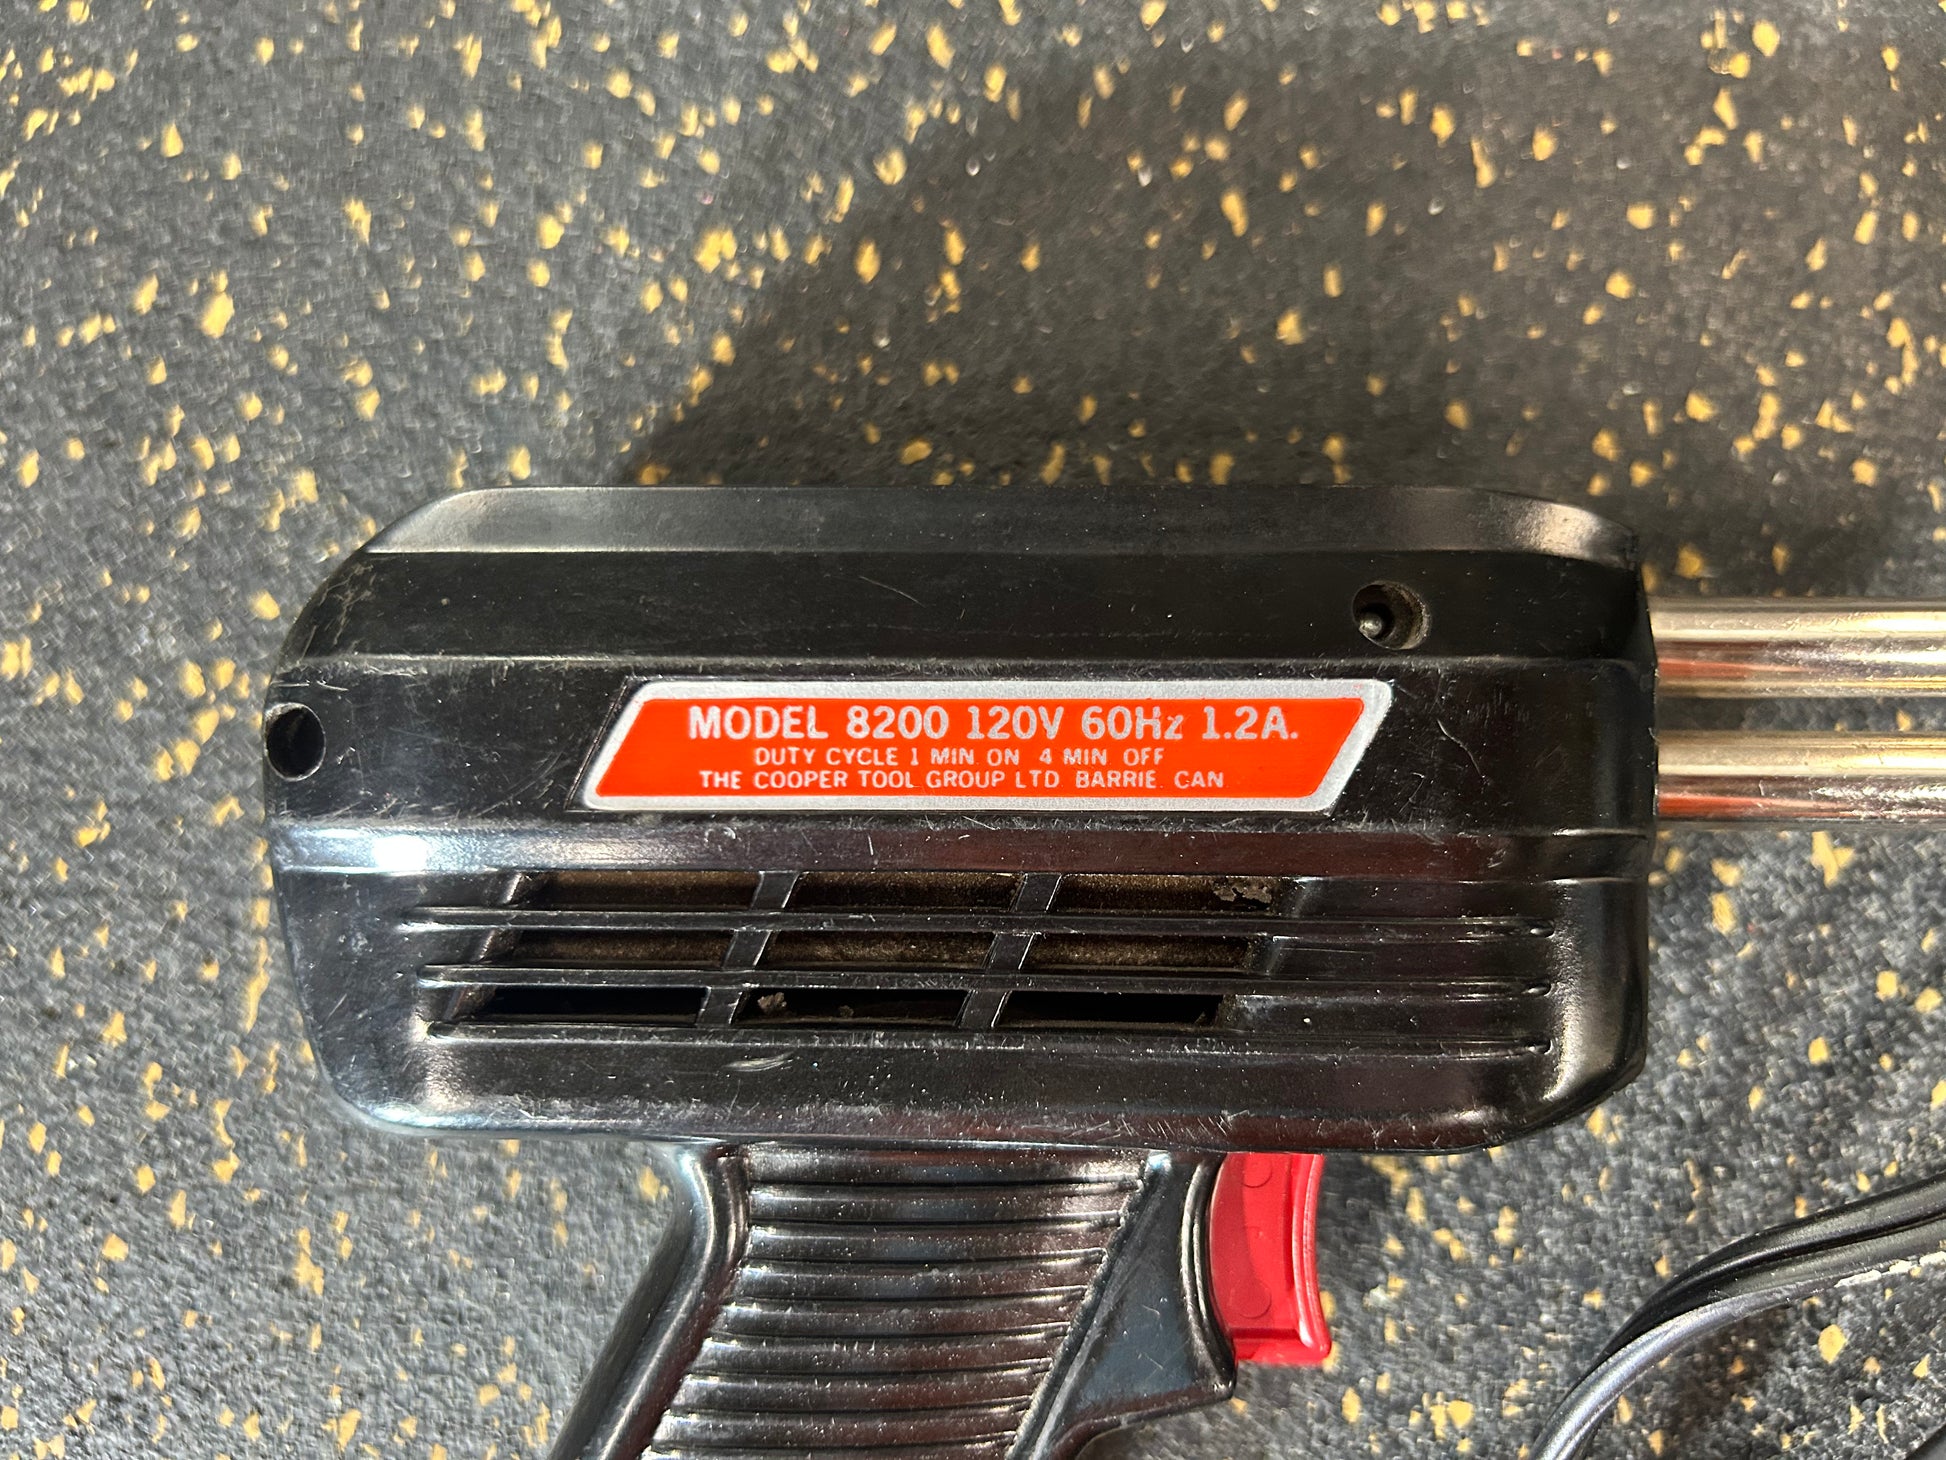 MODEL 8200 120V 60Hz 1.2A.
DUTY CYCLE 1 MIN ON 4 MIN OFF
THE COOPER TOOL GROUP LTD. BARRIE. CAN